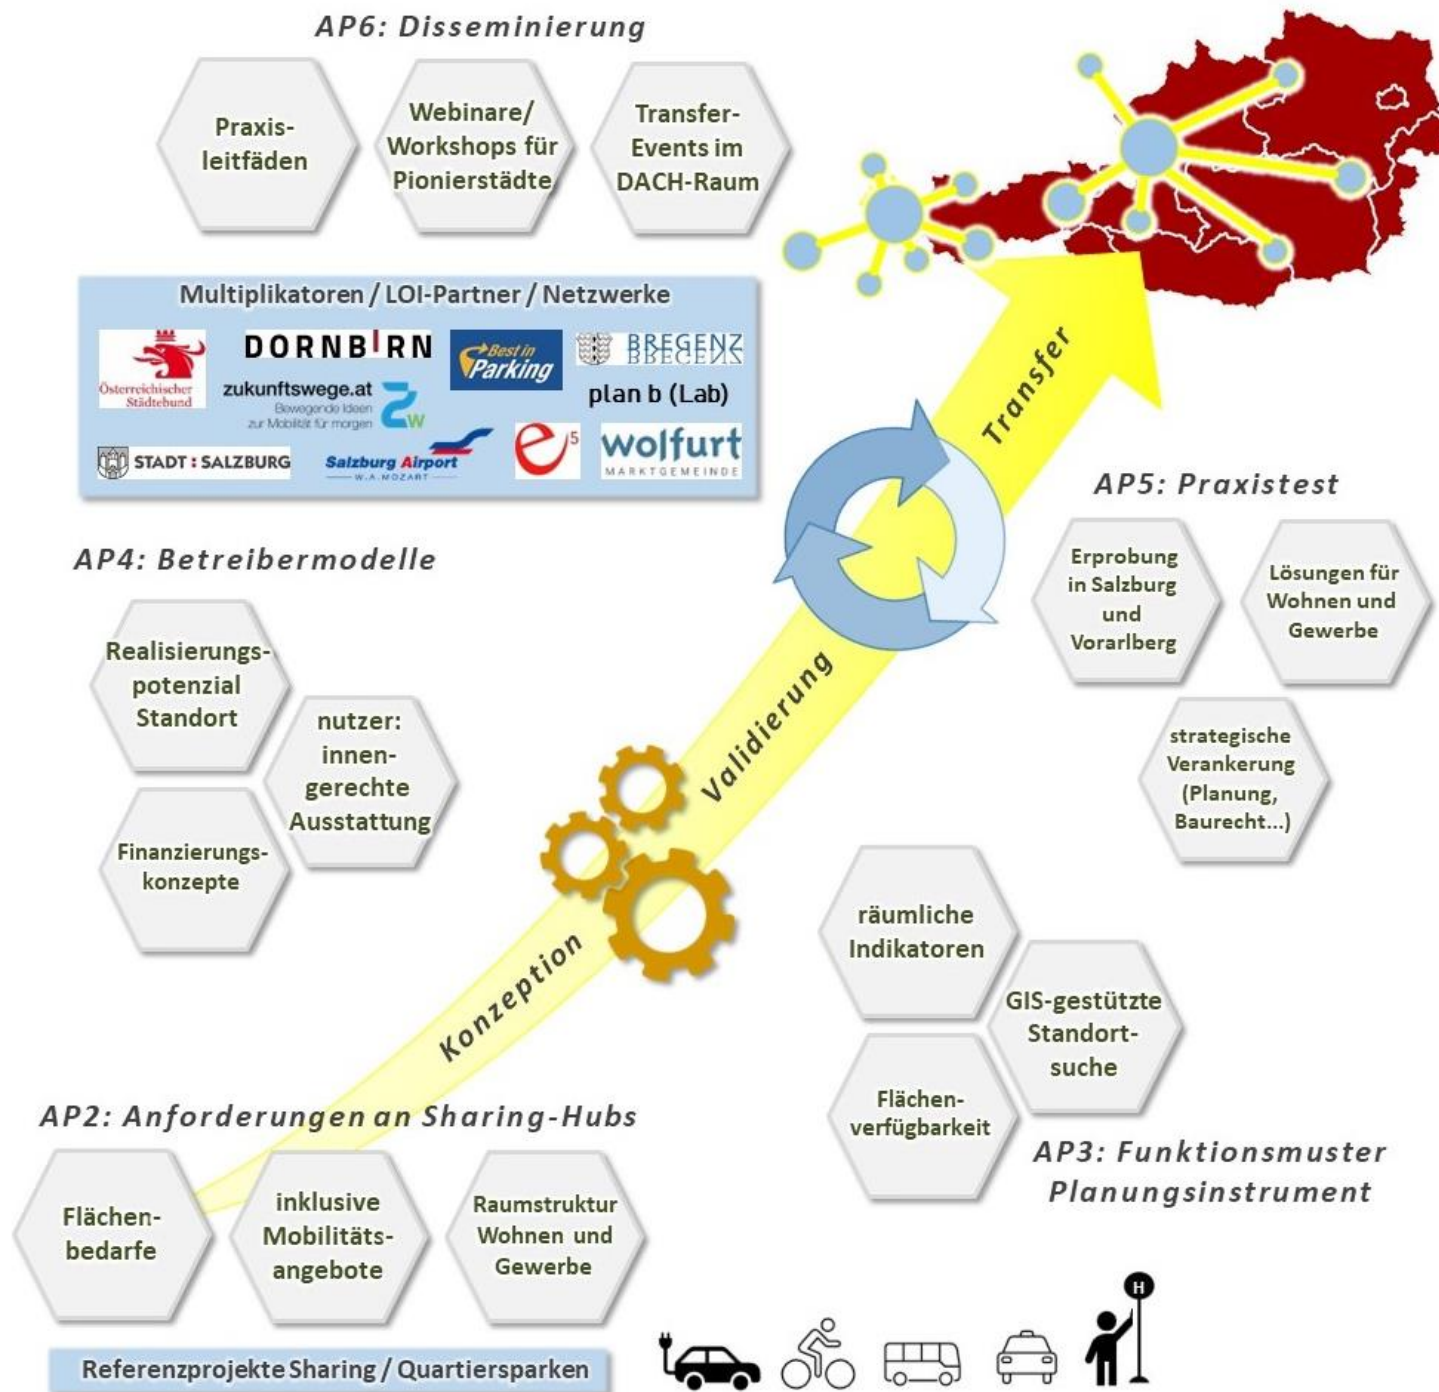 AP6: Disseminierung
Praxis-
leitfäden
Webinare/
Workshops für
Pionierstädte
Transfer-
Events im
DACH-Raum
Multiplikatoren / LOI-Partner / Netzwerke
Österreichischer
Städtebund
DORNBIRN
Best in
Parking
BREGENZ
BREGENZ
zukunftswege.at
Bewegende Ideen
zur Mobilität für morgen
Zw
plan b (Lab)
STADT : SALZBURG
Salzburg Airport
W.A.MOZART
e5
wolfurt
MARKTGEMEINDE
Transfer
AP5: Praxistest
Erprobung
in Salzburg
und
Vorarlberg
Lösungen für
Wohnen und
Gewerbe
strategische
Verankerung
(Planung,
Baurecht...)
AP4: Betreibermodelle
Realisierungs-
potenzial
Standort
nutzer:
innen-
gerechte
Ausstattung
Finanzierungs-
konzepte
Validierung
Konzeption
räumliche
Indikatoren
GIS-gestützte
Standort-
suche
Flächen-
verfügbarkeit
AP3: Funktionsmuster
Planungsinstrument
AP2: Anforderungen an Sharing-Hubs
Flächen-
bedarfe
inklusive
Mobilitäts-
angebote
Raumstruktur
Wohnen und
Gewerbe
H
Referenzprojekte Sharing / Quartiersparken